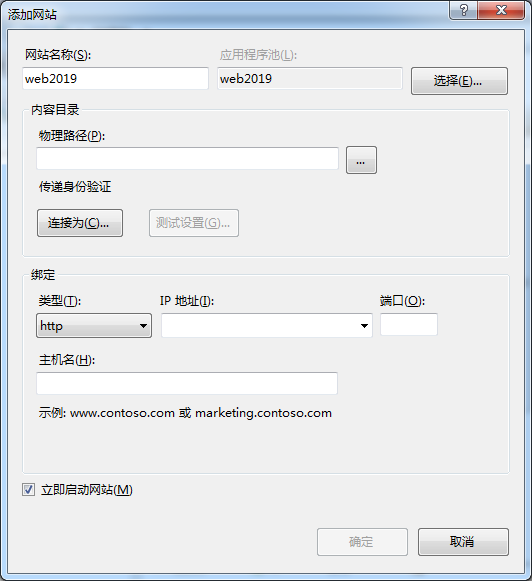 添加网站
网站名称(S):
应用程序池(L):
web2019
web2019
选择(E)...
内容目录
物理路径(P):
...
传递身份验证
连接为(C)...
测试设置(G)...
绑定
类型(T):
IP 地址(I):
端口(O):
http
主机名(H):
示例: www.contoso.com 或 marketing.contoso.com
立即启动网站(M)
确定
取消